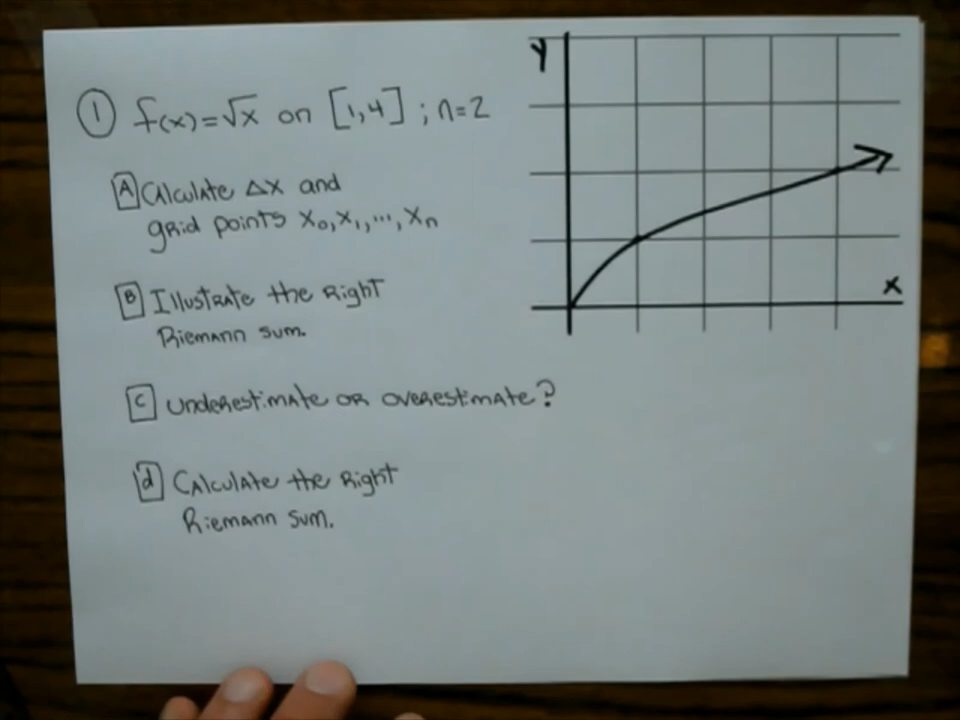 ① f(x)=√x on [1,4] ; n=2
A Calculate Δx and
grid points x₀,x₁,⋯,xₙ
B Illustrate the Right
Riemann sum.
C Underestimate or overestimate?
d Calculate the Right
Riemann sum.
y
x